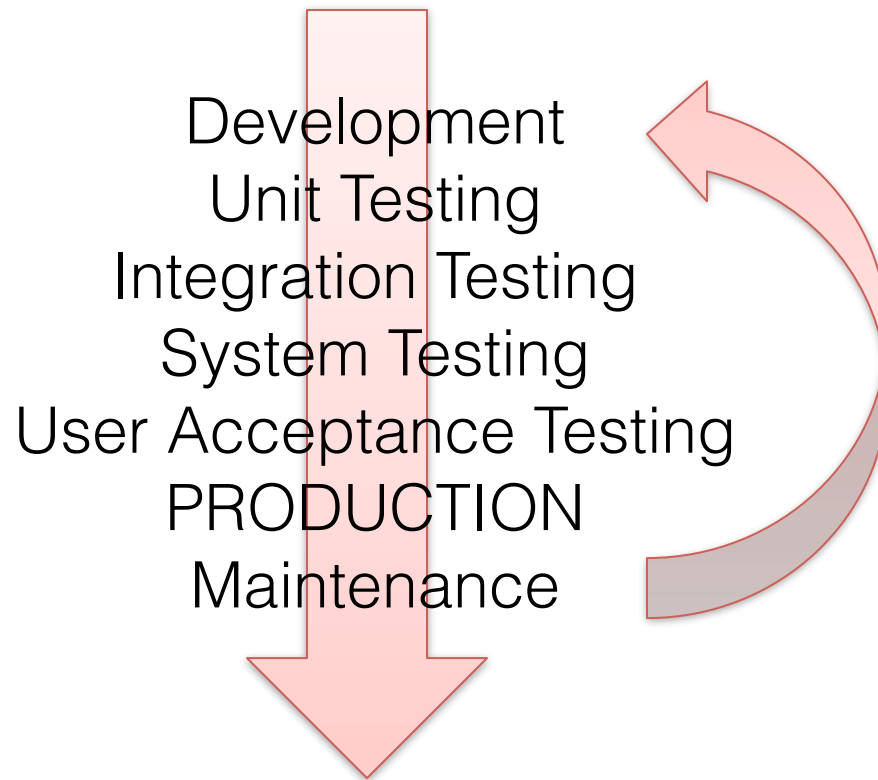 Development
Unit Testing
Integration Testing
System Testing
User Acceptance Testing
PRODUCTION
Maintenance